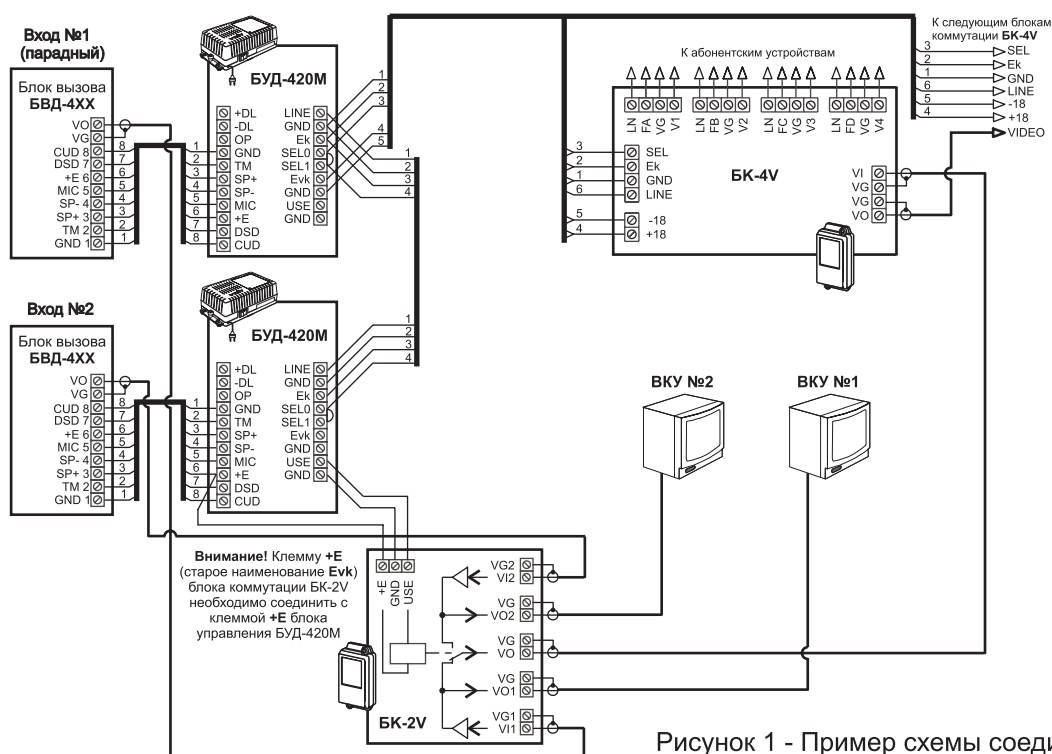 Вход №1
(парадный)
Блок вызова
БВД-4ХХ
VO
VG
CUD 8
DSD 7
+E 6
MIC 5
SP- 4
SP+ 3
TM 2
GND 1
8
7
6
5
4
3
2
1
БУД-420М
1
2
3
4
5
6
7
8
+DL
-DL
OP
GND
TM
SP+
SP-
MIC
+E
DSD
CUD
LINE
GND
Ek
SEL0
SEL1
Evk
GND
USE
GND
1
2
3
4
5
1
2
3
4
К абонентским устройствам
LN
FA
VG
V1
LN
FB
VG
V2
LN
FC
VG
V3
LN
FD
VG
V4
3
2
1
6
5
4
SEL
Ek
GND
LINE
-18
+18
БК-4V
VI
VG
VG
VO
К следующим блокам
коммутации БК-4V
3 SEL
2 Ek
1 GND
6 LINE
5 -18
4 +18
VIDEO
Вход №2
Блок вызова
БВД-4ХХ
VO
VG
CUD 8
DSD 7
+E 6
MIC 5
SP- 4
SP+ 3
TM 2
GND 1
8
7
6
5
4
3
2
1
БУД-420М
1
2
3
4
5
6
7
8
+DL
-DL
OP
GND
TM
SP+
SP-
MIC
+E
DSD
CUD
LINE
GND
Ek
SEL0
SEL1
Evk
GND
USE
GND
1
2
3
4
ВКУ №2
ВКУ №1
Внимание! Клемму +E
(старое наименование Evk)
блока коммутации БК-2V
необходимо соединить с
клеммой +E блока
управления БУД-420М
+E
GND
USE
БК-2V
VG2
VI2
VG
VO2
VG
VO
VG
VO1
VG1
VI1
Рисунок 1 - Пример схемы соеди